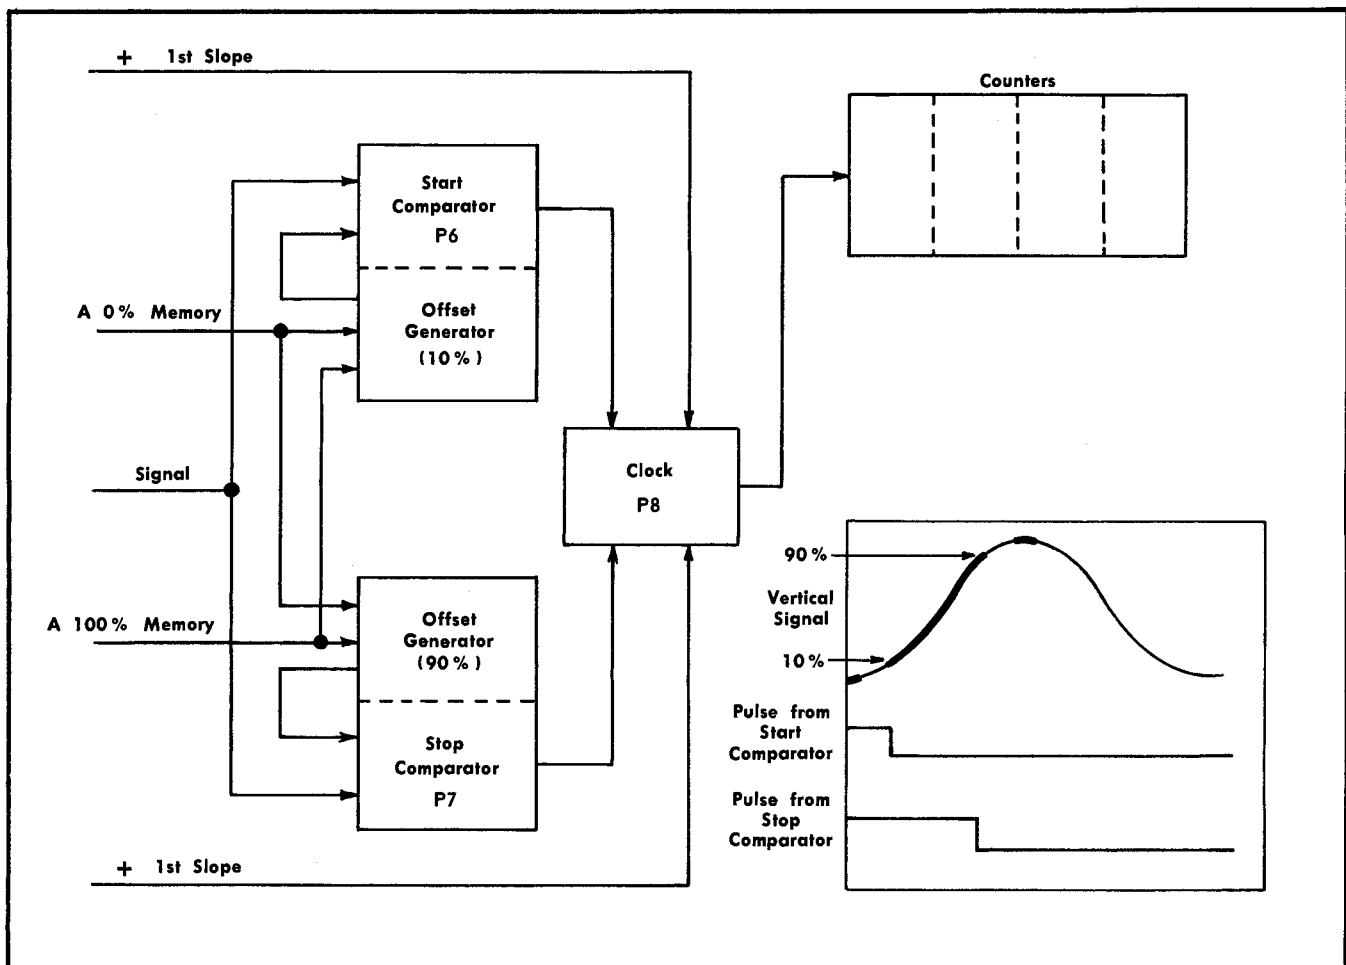 + 1st Slope
Counters
Start
Comparator
P6
A 0% Memory
Offset
Generator
(10%)
Signal
Clock
P8
A 100% Memory
Offset
Generator
(90%)
Stop
Comparator
P7
+ 1st Slope
90%
Vertical
Signal
10%
Pulse from
Start
Comparator
Pulse from
Stop
Comparator